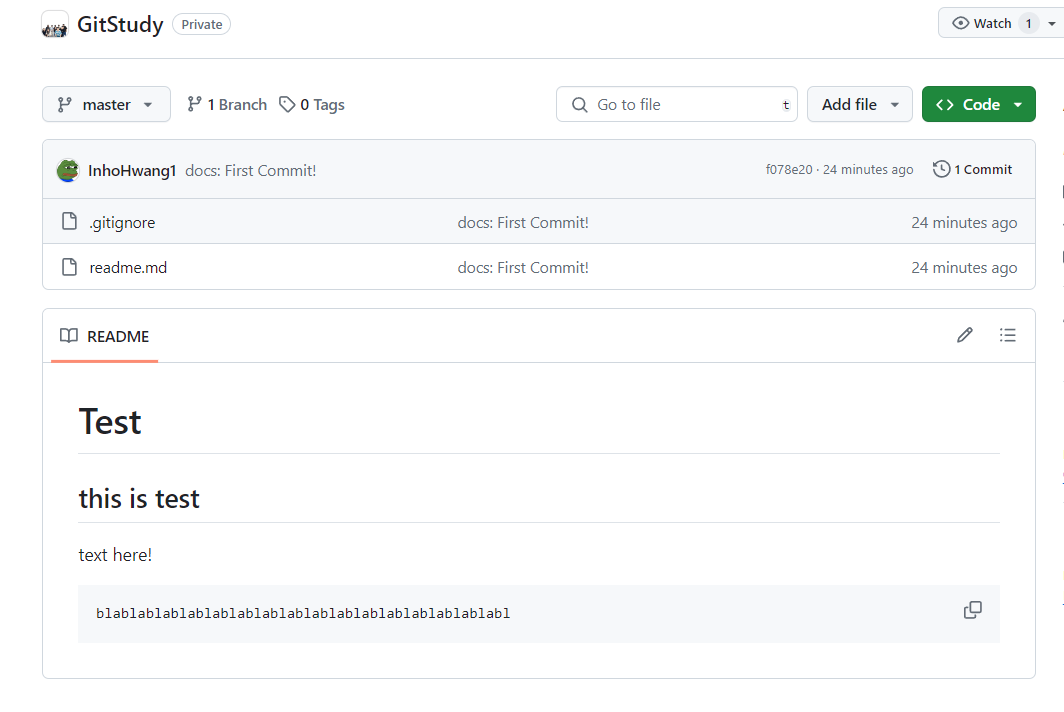 GitStudy Private Watch 1
master 1 Branch 0 Tags Go to file t Add file Code
InhoHwang1 docs: First Commit! f078e20 · 24 minutes ago 1 Commit
.gitignore docs: First Commit! 24 minutes ago
readme.md docs: First Commit! 24 minutes ago
README
Test
this is test
text here!
blablablablablablablablablablablablablablablablabl